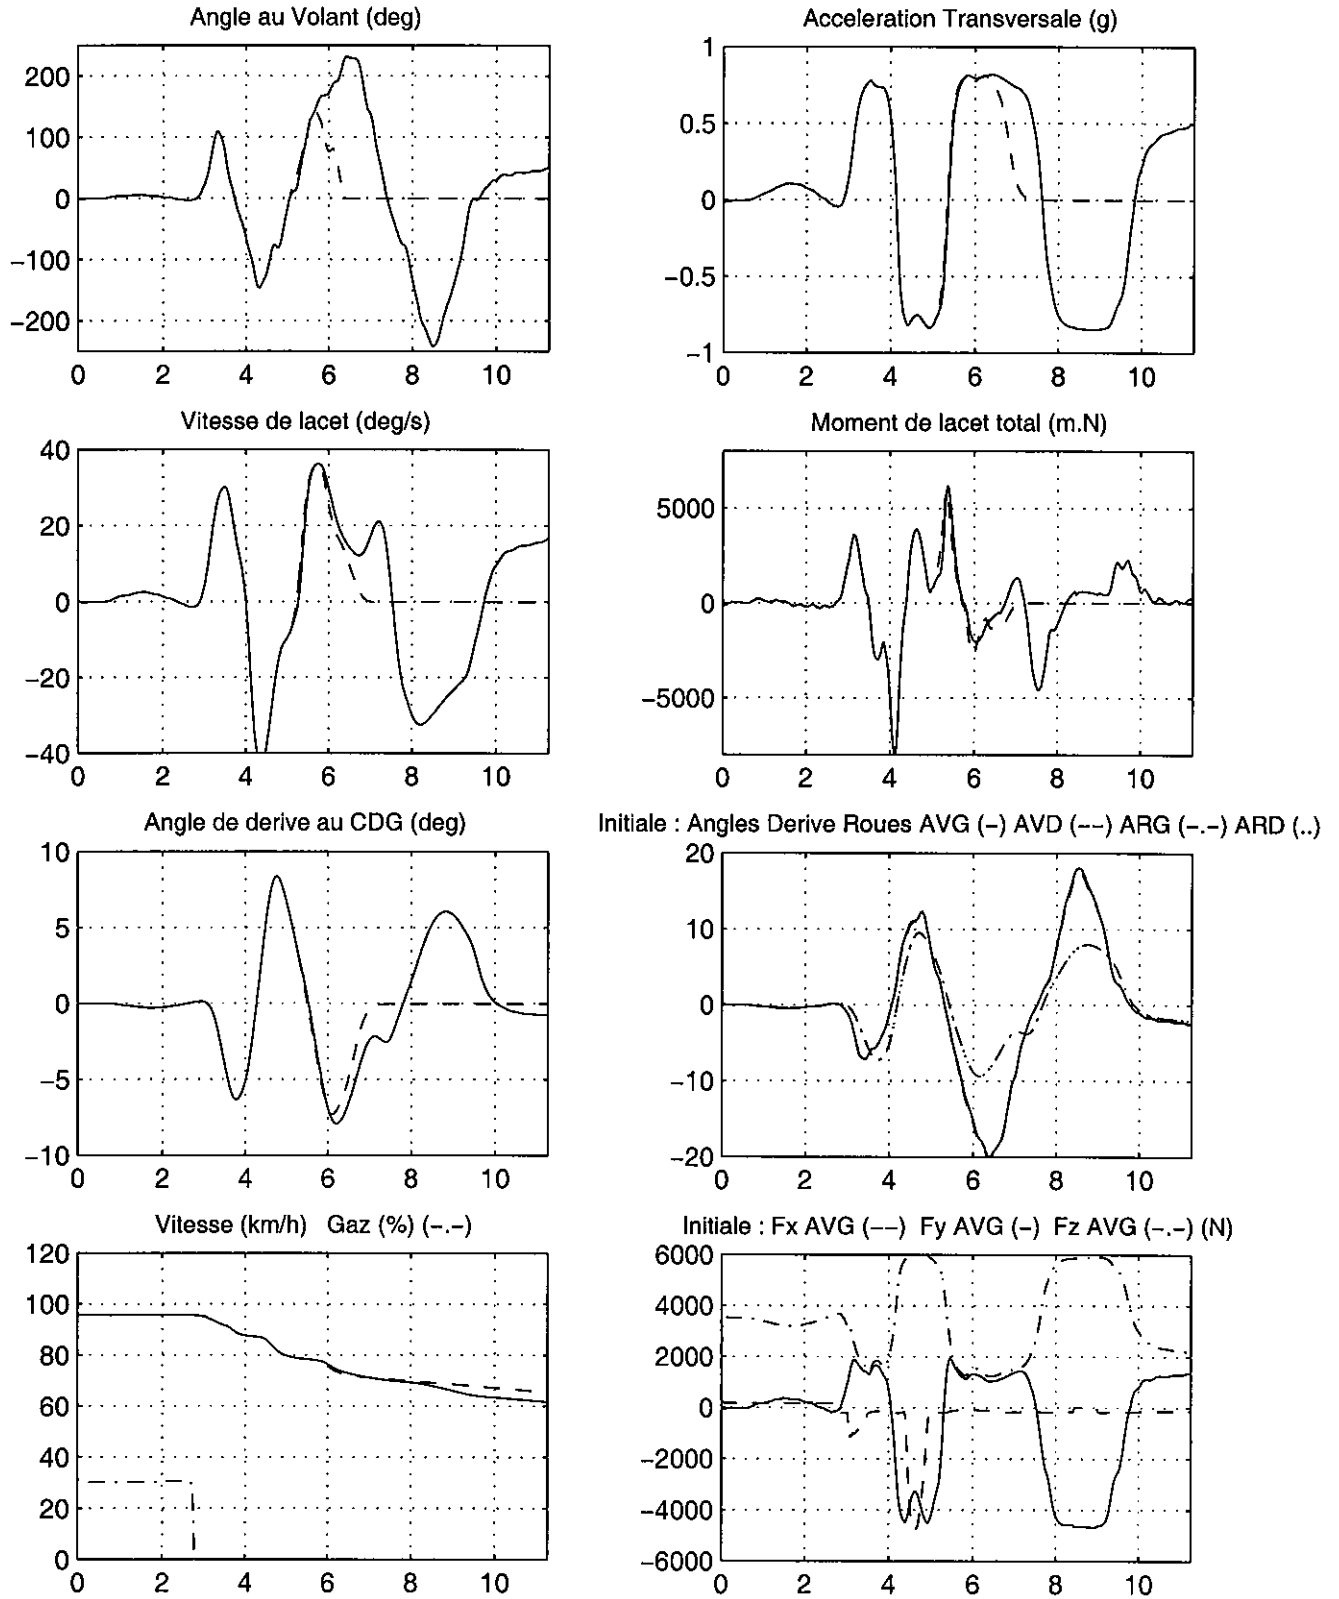 Angle au Volant (deg)
200
100
0
−100
−200
0 2 4 6 8 10
Acceleration Transversale (g)
1
0.5
0
−0.5
−1
0 2 4 6 8 10
Vitesse de lacet (deg/s)
40
20
0
−20
−40
0 2 4 6 8 10
Moment de lacet total (m.N)
5000
0
−5000
0 2 4 6 8 10
Angle de derive au CDG (deg)
10
5
0
−5
−10
0 2 4 6 8 10
Initiale : Angles Derive Roues AVG (−) AVD (−−) ARG (−.−) ARD (..)
20
10
0
−10
−20
0 2 4 6 8 10
Vitesse (km/h) Gaz (%) (−.−)
120
100
80
60
40
20
0
0 2 4 6 8 10
Initiale : Fx AVG (−−) Fy AVG (−) Fz AVG (−.−) (N)
6000
4000
2000
0
−2000
−4000
−6000
0 2 4 6 8 10